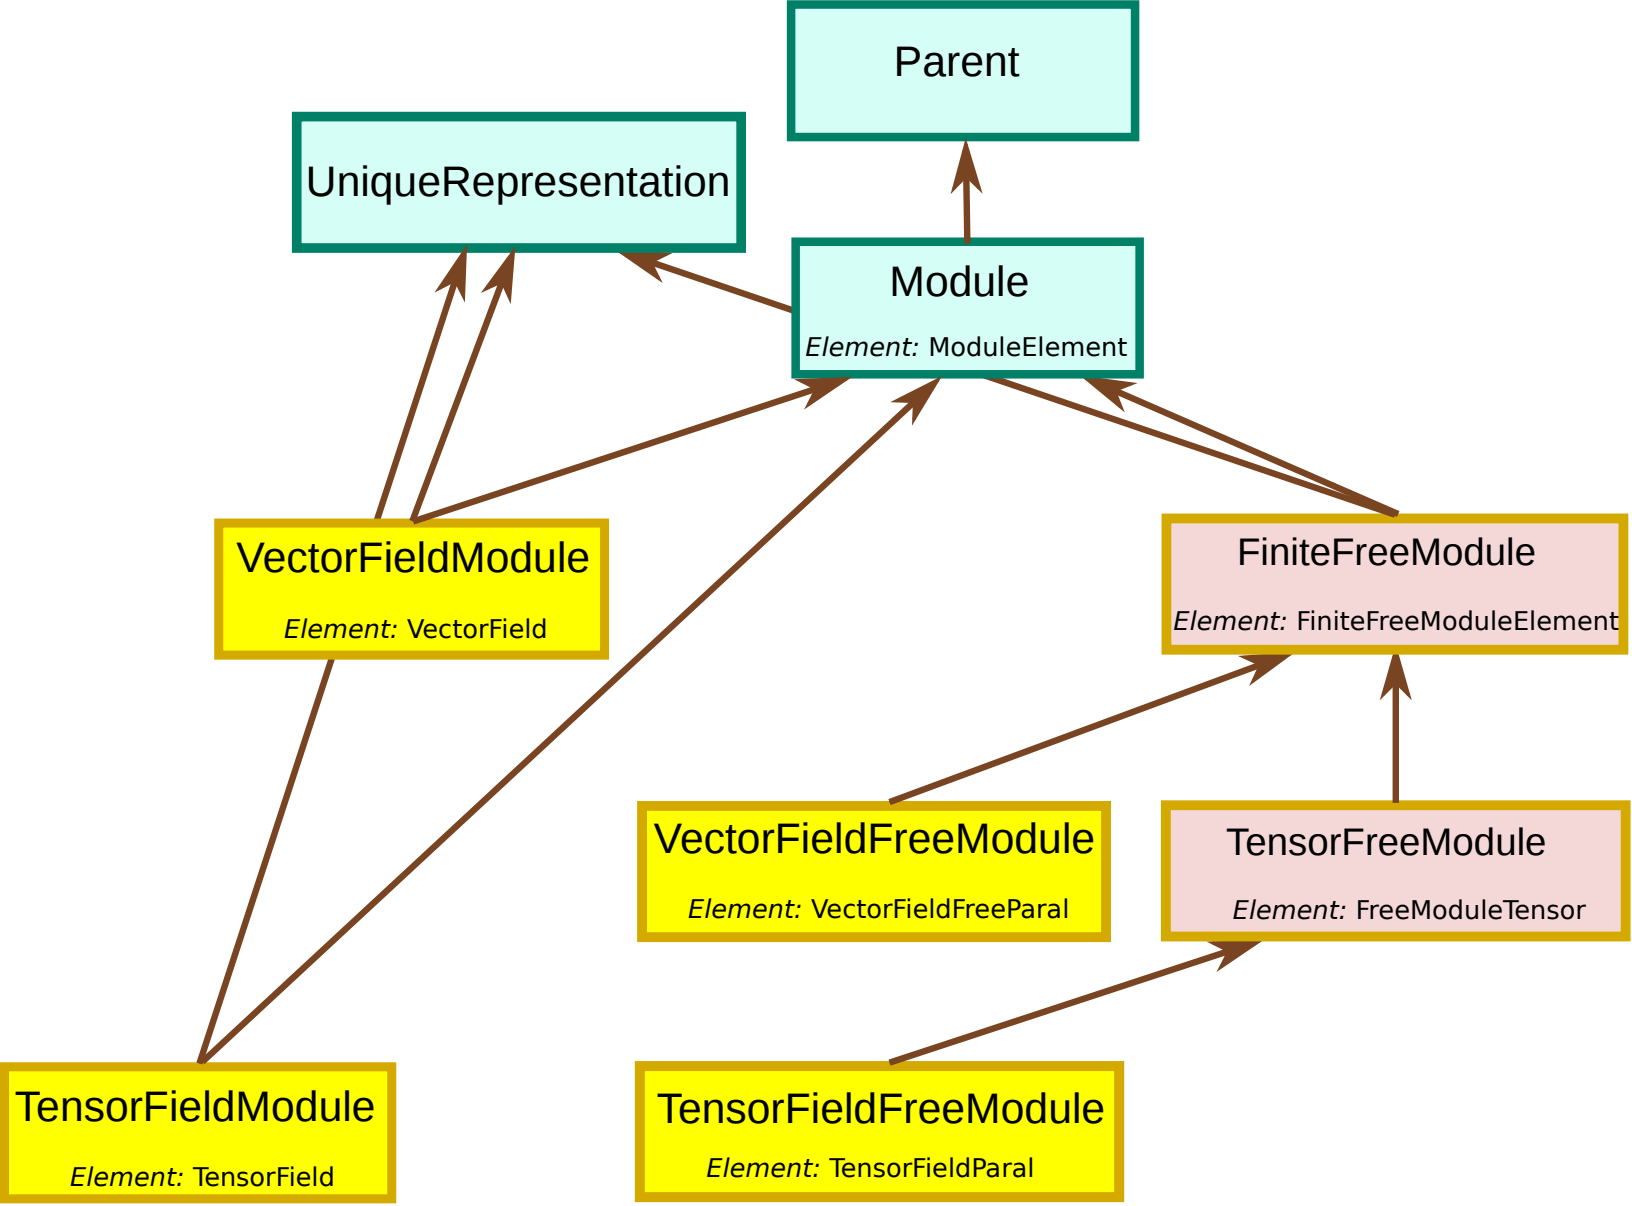 Parent
UniqueRepresentation
Module
Element: ModuleElement
VectorFieldModule
Element: VectorField
FiniteFreeModule
Element: FiniteFreeModuleElement
VectorFieldFreeModule
Element: VectorFieldFreeParal
TensorFreeModule
Element: FreeModuleTensor
TensorFieldModule
Element: TensorField
TensorFieldFreeModule
Element: TensorFieldParal